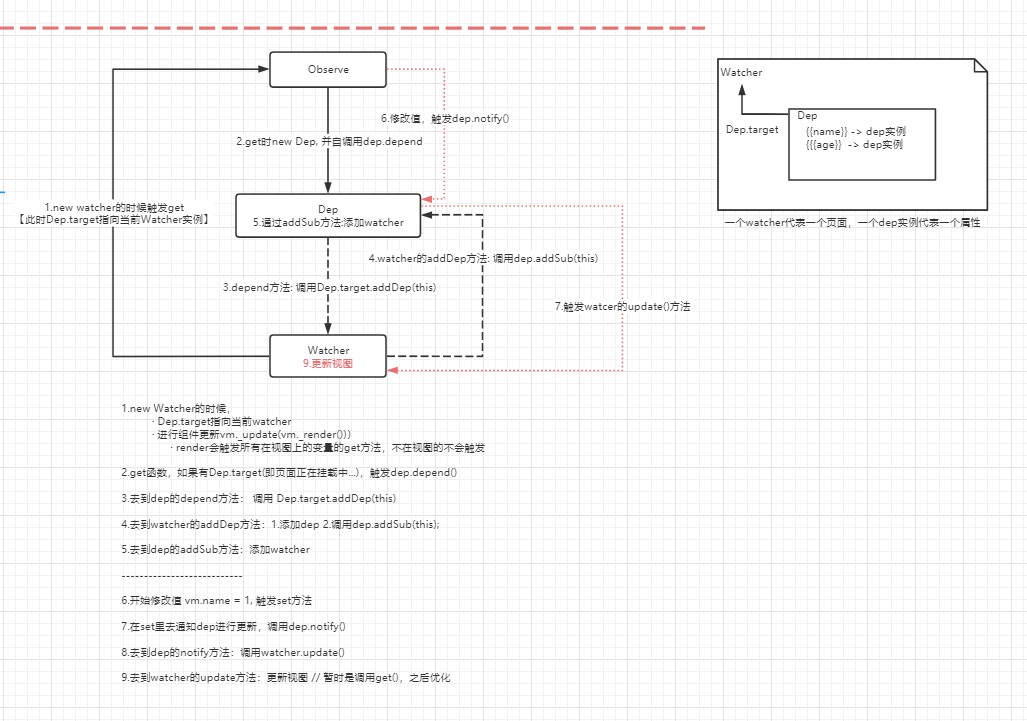 Observe
6.修改值，触发dep.notify()
2.get时new Dep, 并自调用dep.depend
1.new watcher的时候触发get
【此时Dep.target指向当前Watcher实例】
Dep
5.通过addSub方法:添加watcher
4.watcher的addDep方法: 调用dep.addSub(this)
3.depend方法: 调用Dep.target.addDep(this)
7.触发watcer的update()方法
Watcher
9.更新视图
Watcher
Dep.target
Dep
{{name}} -> dep实例
{{{age}} -> dep实例
一个watcher代表一个页面，一个dep实例代表一个属性
1.new Watcher的时候，
· Dep.target指向当前watcher
· 进行组件更新vm._update(vm._render()))
· render会触发所有在视图上的变量的get方法，不在视图的不会触发
2.get函数，如果有Dep.target(即页面正在挂载中...)，触发dep.depend()
3.去到dep的depend方法： 调用 Dep.target.addDep(this)
4.去到watcher的addDep方法：1.添加dep 2.调用dep.addSub(this);
5.去到dep的addSub方法：添加watcher
---------------------------
6.开始修改值 vm.name = 1, 触发set方法
7.在set里去通知dep进行更新，调用dep.notify()
8.去到dep的notify方法：调用watcher.update()
9.去到watcher的update方法：更新视图 // 暂时是调用get()，之后优化